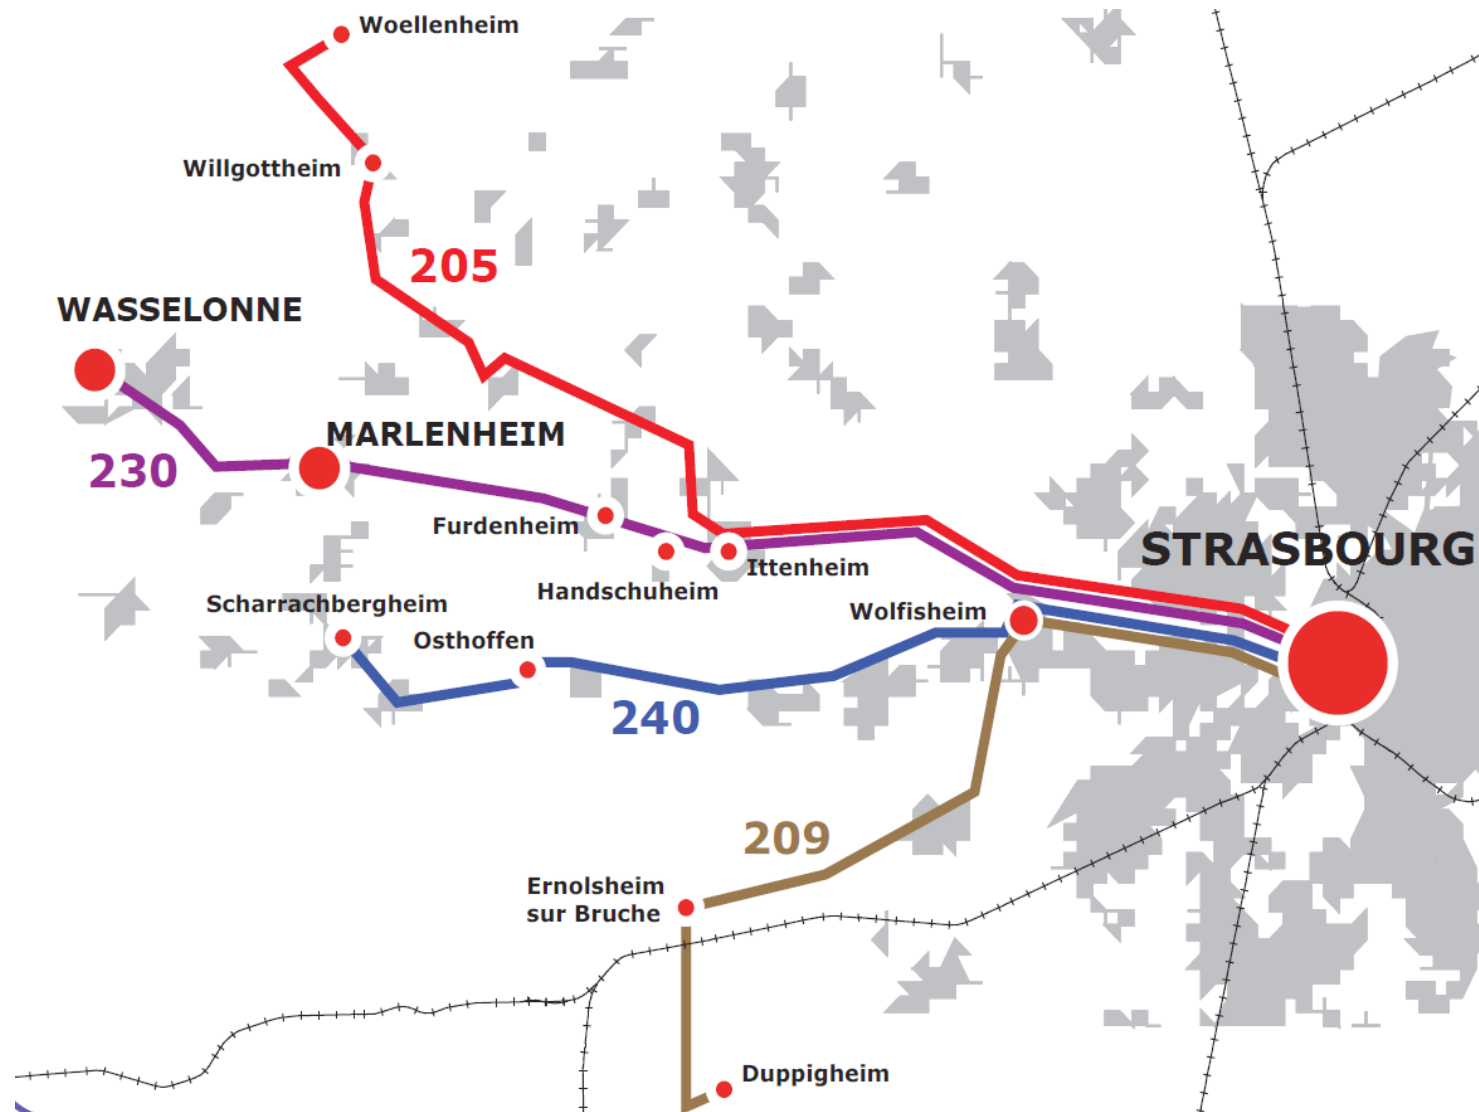 Woellenheim
Willgottheim
205
WASSELONNE
MARLENHEIM
230
Furdenheim
STRASBOURG
Ittenheim
Handschuheim
Scharrachbergheim
Wolfisheim
Osthoffen
240
209
Ernolsheim
sur Bruche
Duppigheim